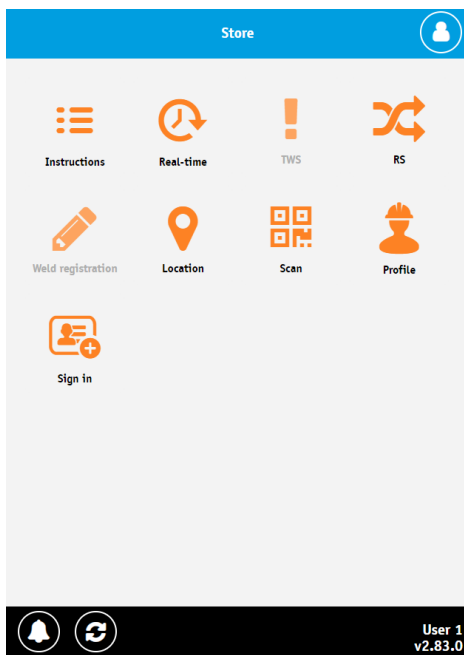 Store
Instructions
Real-time
TWS
RS
Weld registration
Location
Scan
Profile
Sign in
User 1
v2.83.0